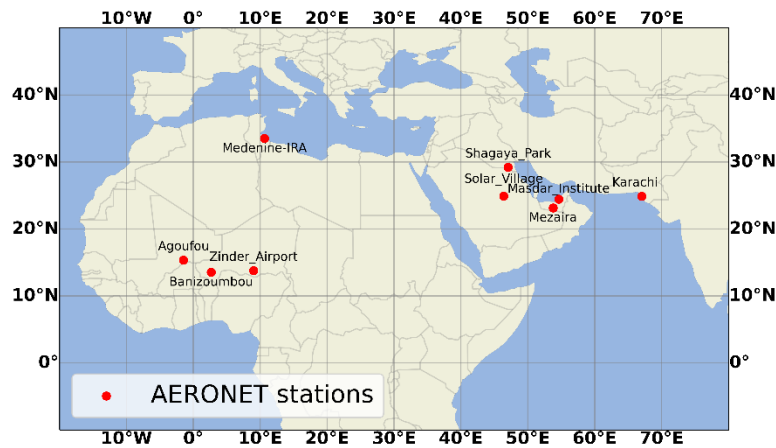 10°W 0° 10°E 20°E 30°E 40°E 50°E 60°E 70°E
40°N 40°N
30°N 30°N
20°N 20°N
10°N 10°N
0° 0°
Medenine-IRA
Shagaya_Park
Solar_Village
Masdar_Institute
Karachi
Mezaira
Agoufou
Zinder_Airport
Banizoumbou
AERONET stations
10°W 0° 10°E 20°E 30°E 40°E 50°E 60°E 70°E